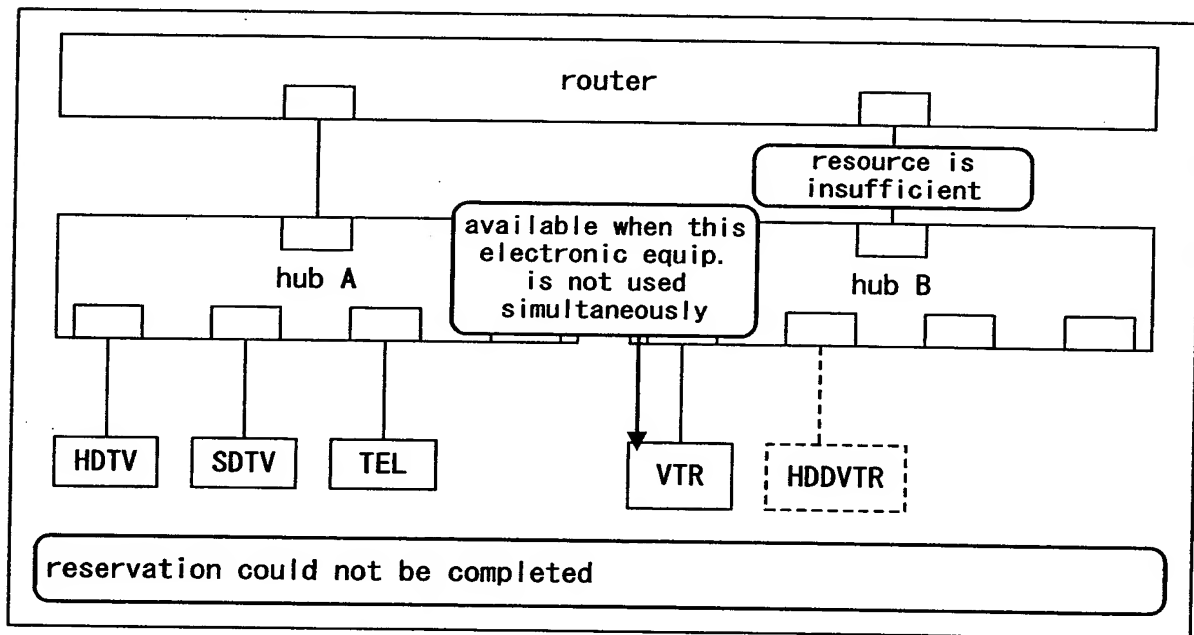 router
resource is
insufficient
available when this
electronic equip.
is not used
simultaneously
hub A
hub B
HDTV
SDTV
TEL
VTR
HDDVTR
reservation could not be completed